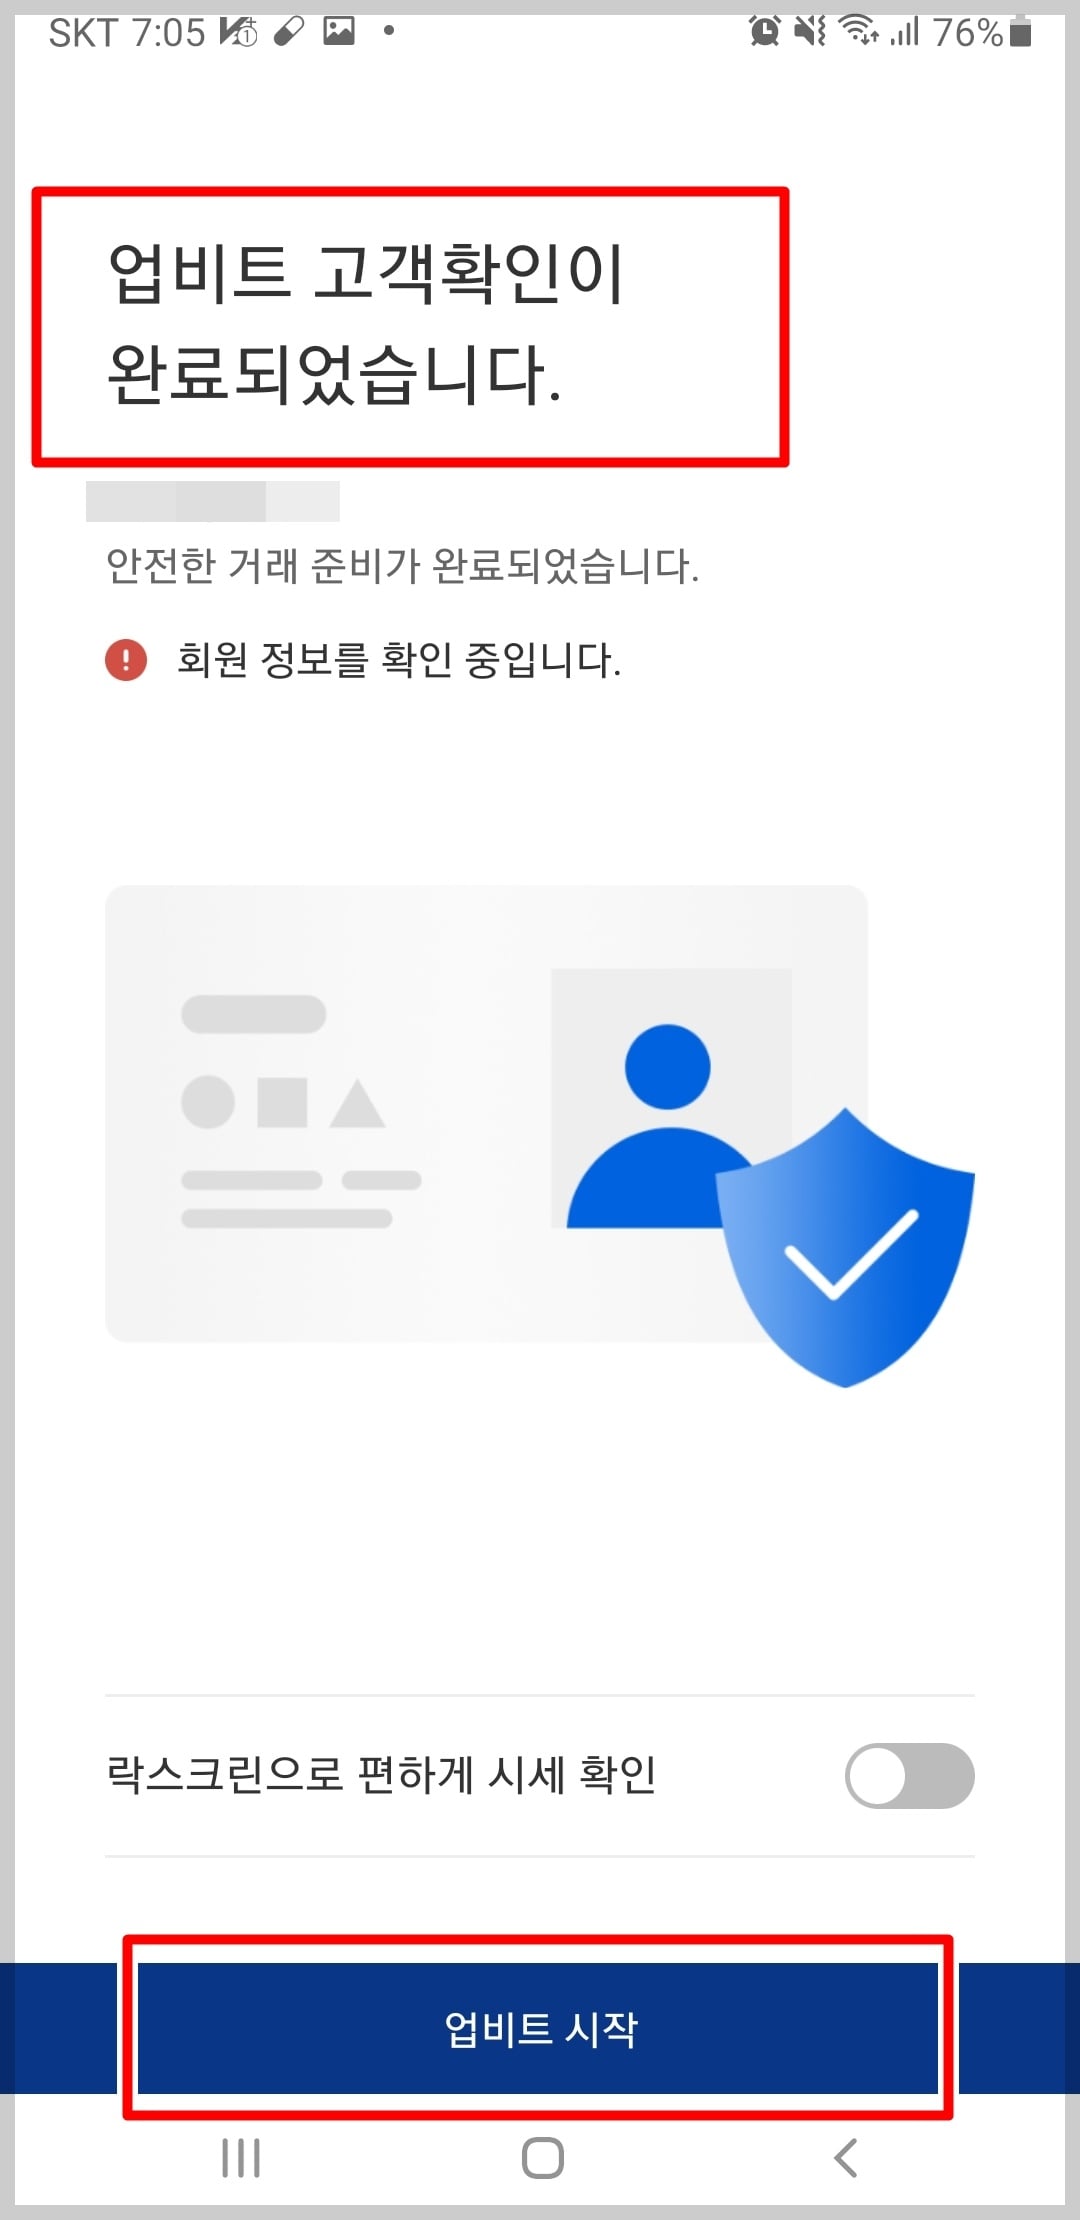 SKT 7:05
76%
업비트 고객확인이
완료되었습니다.
안전한 거래 준비가 완료되었습니다.
회원 정보를 확인 중입니다.
락스크린으로 편하게 시세 확인
업비트 시작